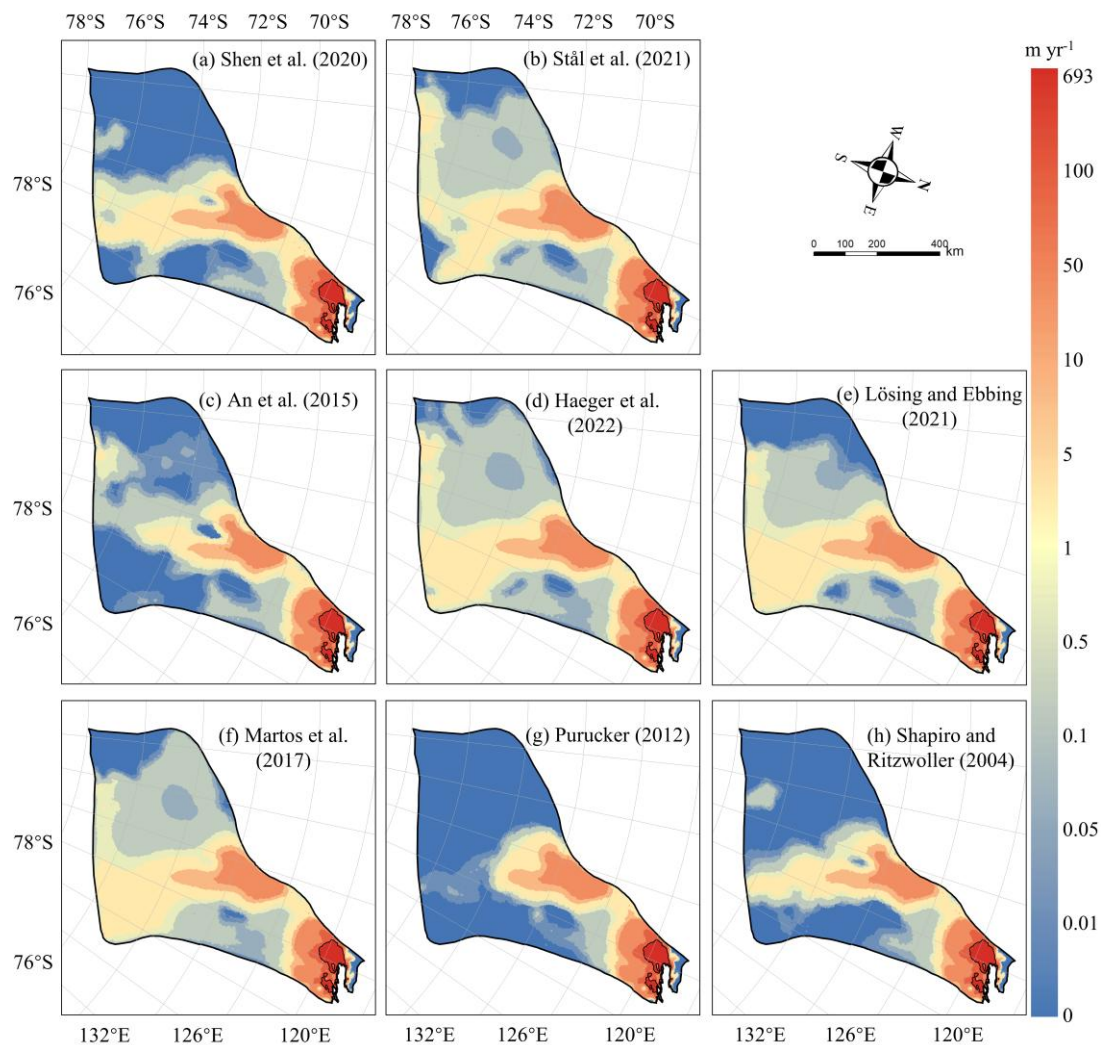 78°S 76°S 74°S 72°S 70°S
78°S 76°S 74°S 72°S 70°S
(a) Shen et al. (2020)
(b) Stål et al. (2021)
m yr⁻¹
693
W
S
N
E
100
78°S
0 100 200 400 km
50
76°S
(c) An et al. (2015)
(d) Haeger et al.
(2022)
(e) Lösing and Ebbing
(2021)
10
5
78°S
1
76°S
0.5
(f) Martos et al.
(2017)
(g) Purucker (2012)
(h) Shapiro and
Ritzwoller (2004)
0.1
0.05
78°S
0.01
76°S
0
132°E 126°E 120°E
132°E 126°E 120°E
132°E 126°E 120°E